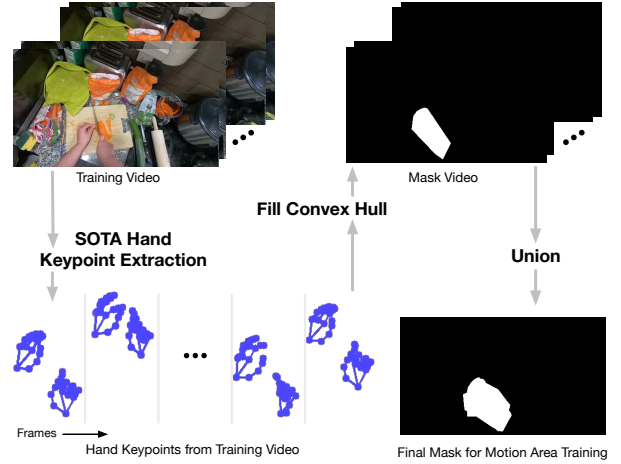 Training Video
Mask Video
SOTA Hand
Keypoint Extraction
Fill Convex Hull
Union
Frames
Hand Keypoints from Training Video
Final Mask for Motion Area Training